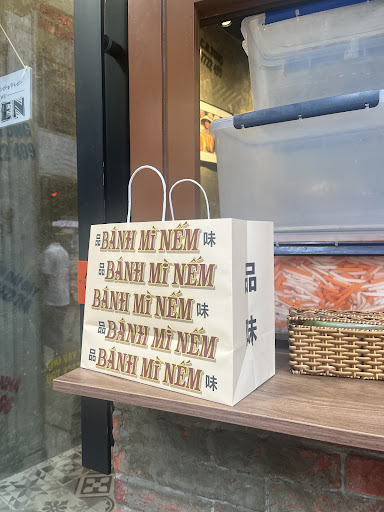 EN
品 BÁNH MÌ NẾM 味
品 BÁNH MÌ NẾM
BÁNH MÌ NẾM 味
品 BÁNH MÌ NẾM
品 BÁNH MÌ NẾM 味
品
味